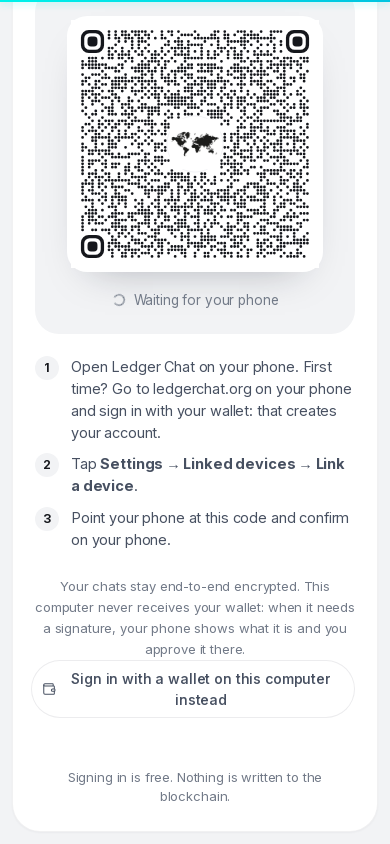 Waiting for your phone
1
Open Ledger Chat on your phone. First
time? Go to ledgerchat.org on your phone
and sign in with your wallet: that creates
your account.
2
Tap Settings → Linked devices → Link
a device.
3
Point your phone at this code and confirm
on your phone.
Your chats stay end-to-end encrypted. This
computer never receives your wallet: when it needs
a signature, your phone shows what it is and you
approve it there.
Sign in with a wallet on this computer
instead
Signing in is free. Nothing is written to the
blockchain.